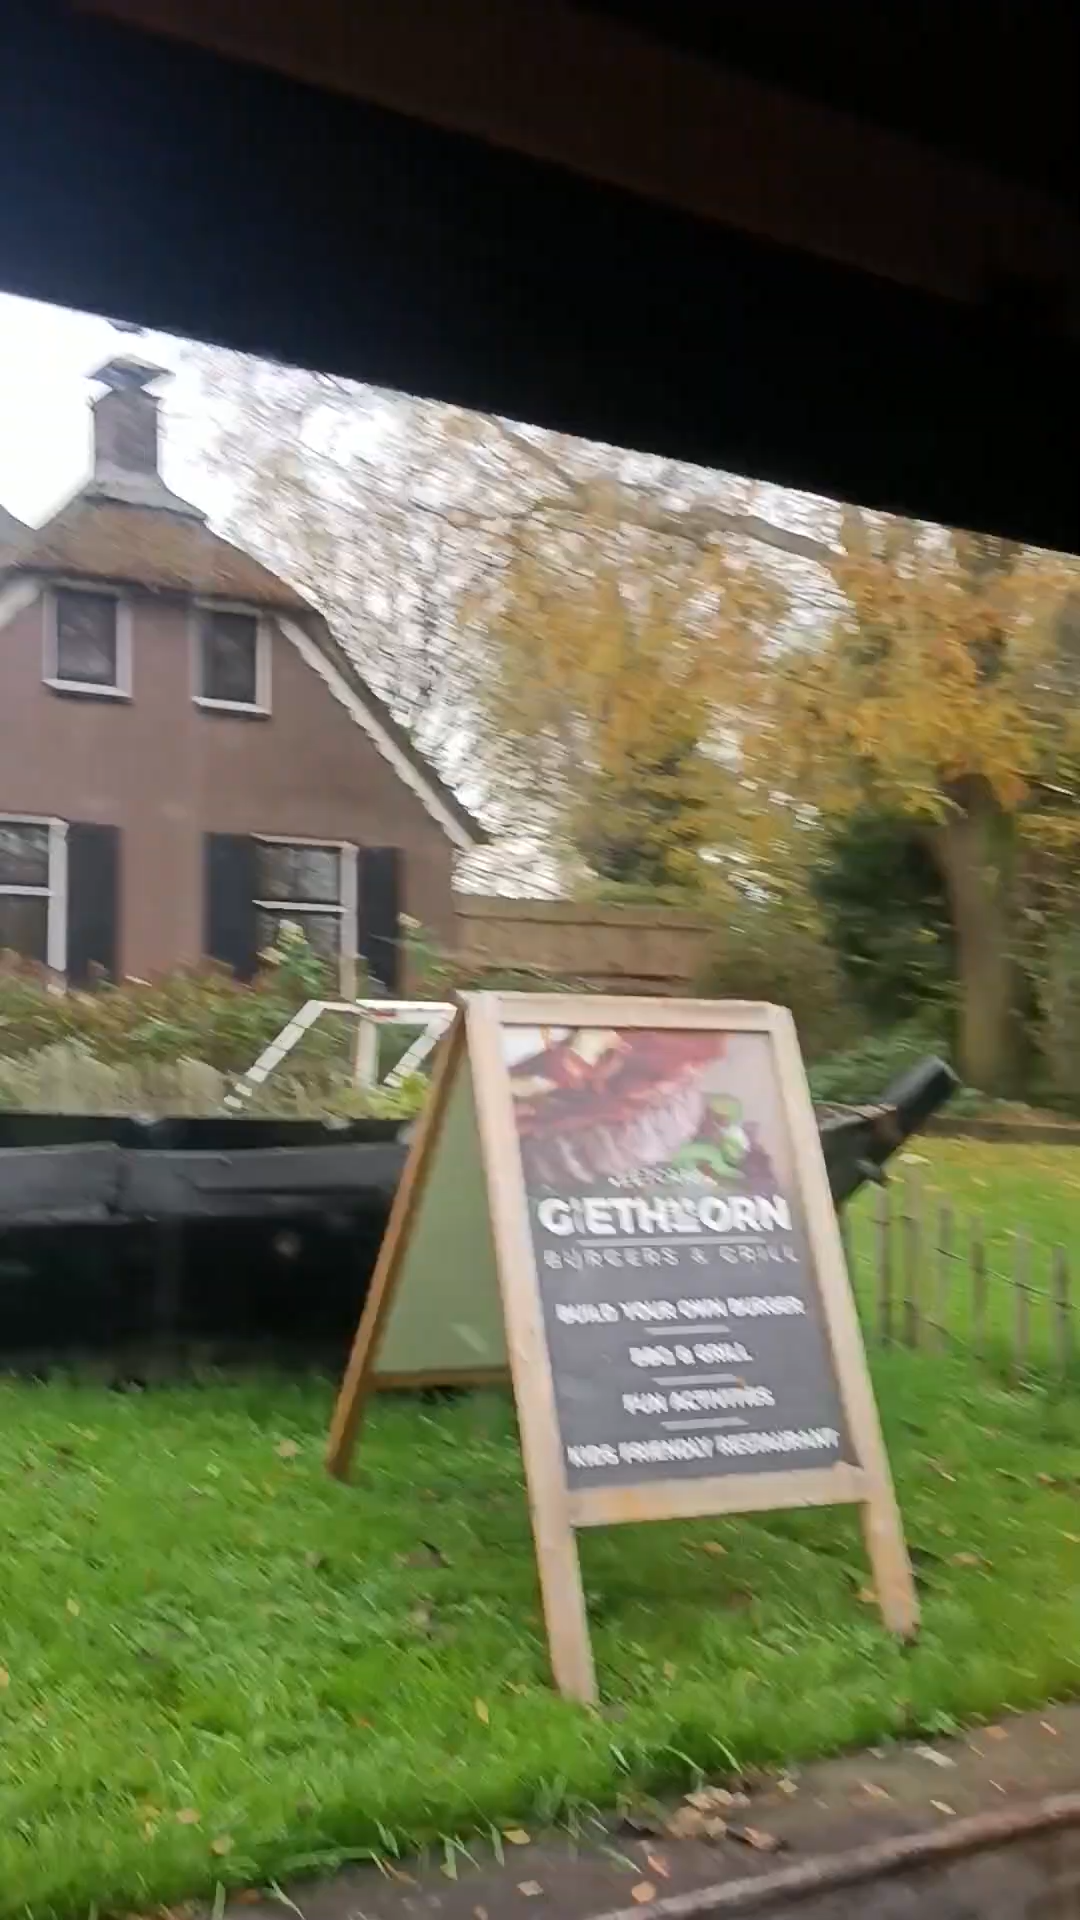 GIETHOORN
BURGERS & GRILL
BUILD YOUR OWN BURGER
BBQ & GRILL
FUN ACTIVITIES
KIDS FRIENDLY RESTAURANT